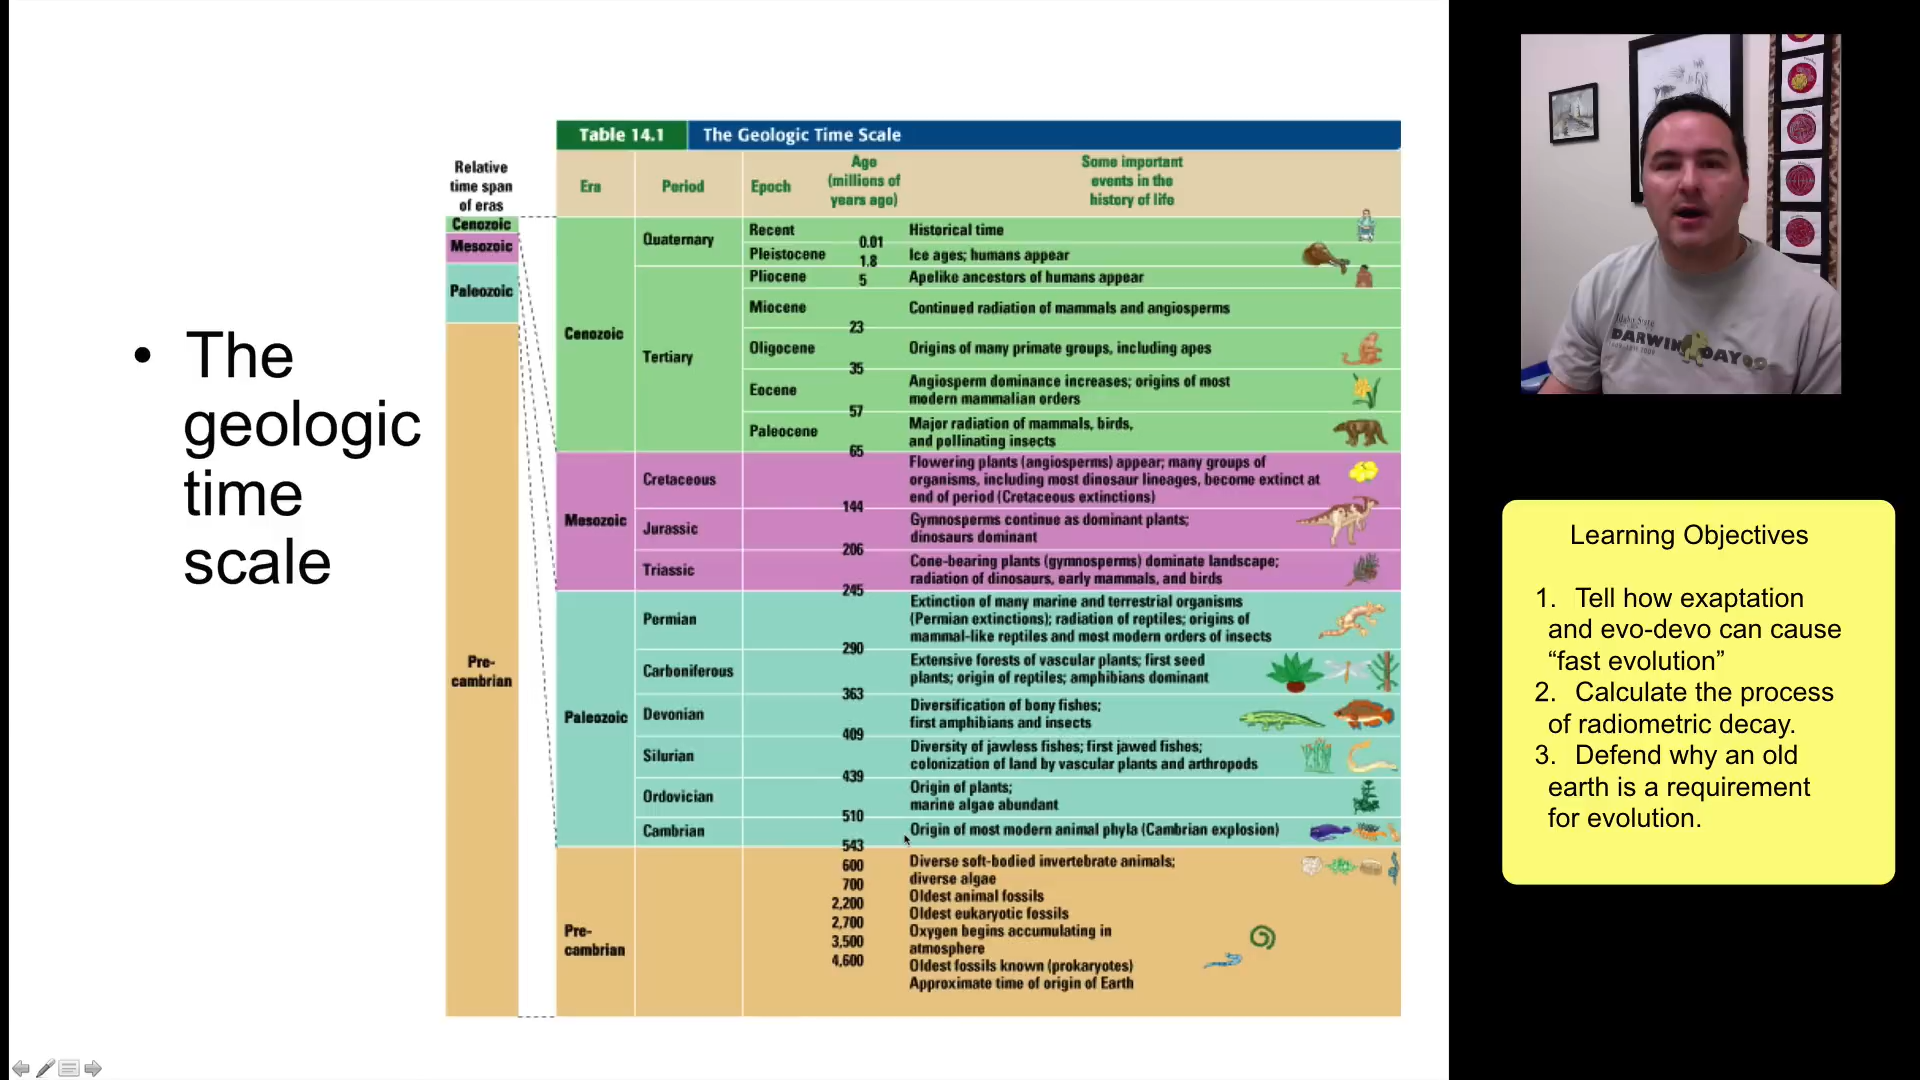 • The
geologic
time
scale
Relative
time span
of eras
Cenozoic
Mesozoic
Paleozoic
Pre-
cambrian
Table 14.1 The Geologic Time Scale
Era
Period
Epoch
Age
(millions of
years ago)
Some important
events in the
history of life
Cenozoic
Quaternary
Recent
Historical time
0.01
Pleistocene
Ice ages; humans appear
1.8
Tertiary
Pliocene
Apelike ancestors of humans appear
5
Miocene
Continued radiation of mammals and angiosperms
23
Oligocene
Origins of many primate groups, including apes
35
Eocene
Angiosperm dominance increases; origins of most
modern mammalian orders
57
Paleocene
Major radiation of mammals, birds,
and pollinating insects
65
Mesozoic
Cretaceous
Flowering plants (angiosperms) appear; many groups of
organisms, including most dinosaur lineages, become extinct at
end of period (Cretaceous extinctions)
144
Jurassic
Gymnosperms continue as dominant plants;
dinosaurs dominant
206
Triassic
Cone-bearing plants (gymnosperms) dominate landscape;
radiation of dinosaurs, early mammals, and birds
245
Paleozoic
Permian
Extinction of many marine and terrestrial organisms
(Permian extinctions); radiation of reptiles; origins of
mammal-like reptiles and most modern orders of insects
290
Carboniferous
Extensive forests of vascular plants; first seed
plants; origin of reptiles; amphibians dominant
363
Devonian
Diversification of bony fishes;
first amphibians and insects
409
Silurian
Diversity of jawless fishes; first jawed fishes;
colonization of land by vascular plants and arthropods
439
Ordovician
Origin of plants;
marine algae abundant
510
Cambrian
Origin of most modern animal phyla (Cambrian explosion)
543
Pre-
cambrian
600
700
2,200
2,700
3,500
4,600
Diverse soft-bodied invertebrate animals;
diverse algae
Oldest animal fossils
Oldest eukaryotic fossils
Oxygen begins accumulating in
atmosphere
Oldest fossils known (prokaryotes)
Approximate time of origin of Earth
Idaho State
DARWIN DAY 09
Learning Objectives
1. Tell how exaptation
and evo-devo can cause
“fast evolution”
2. Calculate the process
of radiometric decay.
3. Defend why an old
earth is a requirement
for evolution.